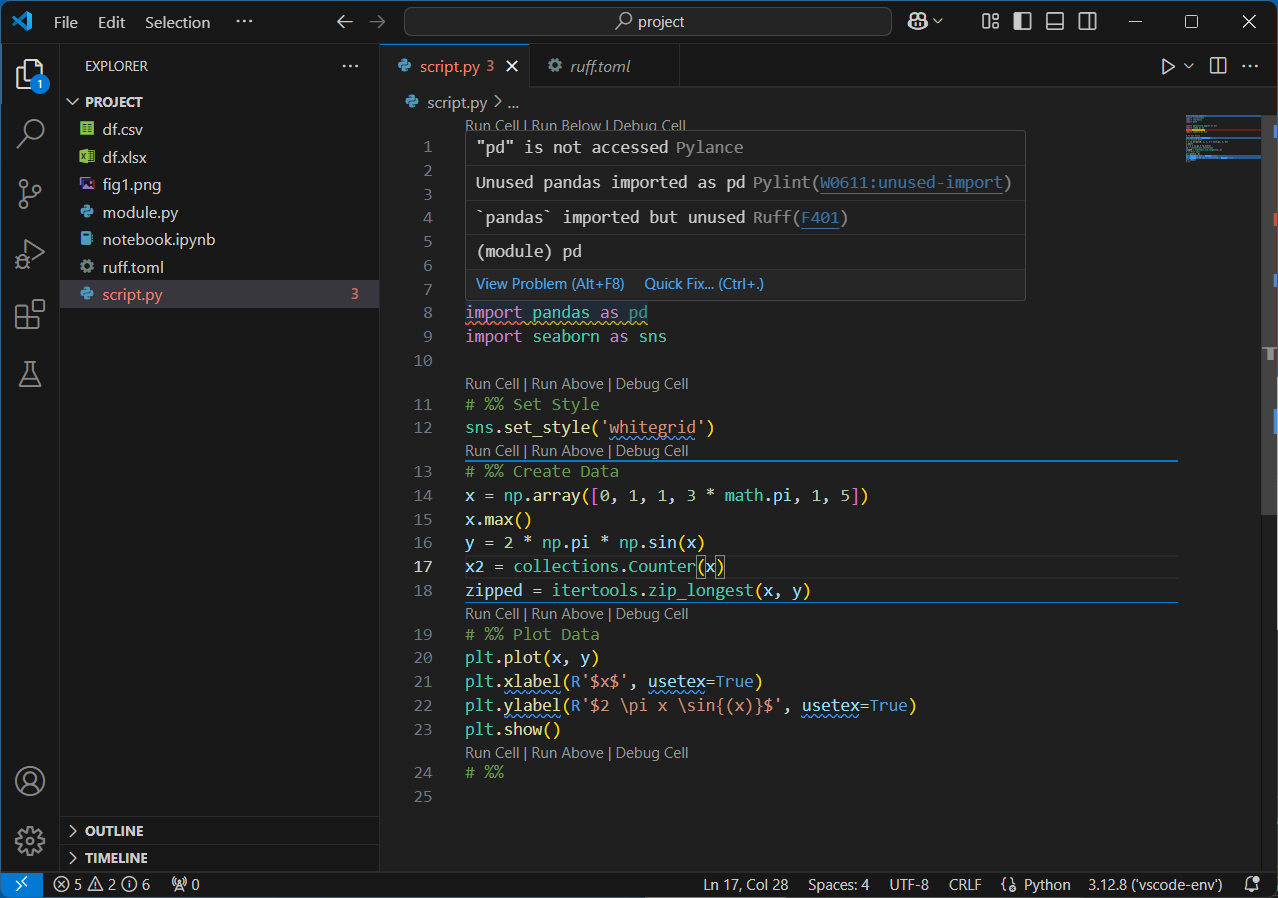 File Edit Selection ···
project
EXPLORER ···
script.py 3
ruff.toml
1
PROJECT
script.py > ...
df.csv
df.xlsx
fig1.png
module.py
notebook.ipynb
ruff.toml
script.py 3
OUTLINE
TIMELINE
Run Cell | Run Below | Debug Cell
1
2
3
4
5
6
7
"pd" is not accessed Pylance
Unused pandas imported as pd Pylint(W0611:unused-import)
`pandas` imported but unused Ruff(F401)
(module) pd
View Problem (Alt+F8) Quick Fix... (Ctrl+.)
8 import pandas as pd
9 import seaborn as sns
10
Run Cell | Run Above | Debug Cell
11 # %% Set Style
12 sns.set_style('whitegrid')
Run Cell | Run Above | Debug Cell
13 # %% Create Data
14 x = np.array([0, 1, 1, 3 * math.pi, 1, 5])
15 x.max()
16 y = 2 * np.pi * np.sin(x)
17 x2 = collections.Counter(x)
18 zipped = itertools.zip_longest(x, y)
Run Cell | Run Above | Debug Cell
19 # %% Plot Data
20 plt.plot(x, y)
21 plt.xlabel(R'$x$', usetex=True)
22 plt.ylabel(R'$2 \pi x \sin{(x)}$', usetex=True)
23 plt.show()
Run Cell | Run Above | Debug Cell
24 # %%
25
5 2 6 0 Ln 17, Col 28 Spaces: 4 UTF-8 CRLF Python 3.12.8 ('vscode-env')